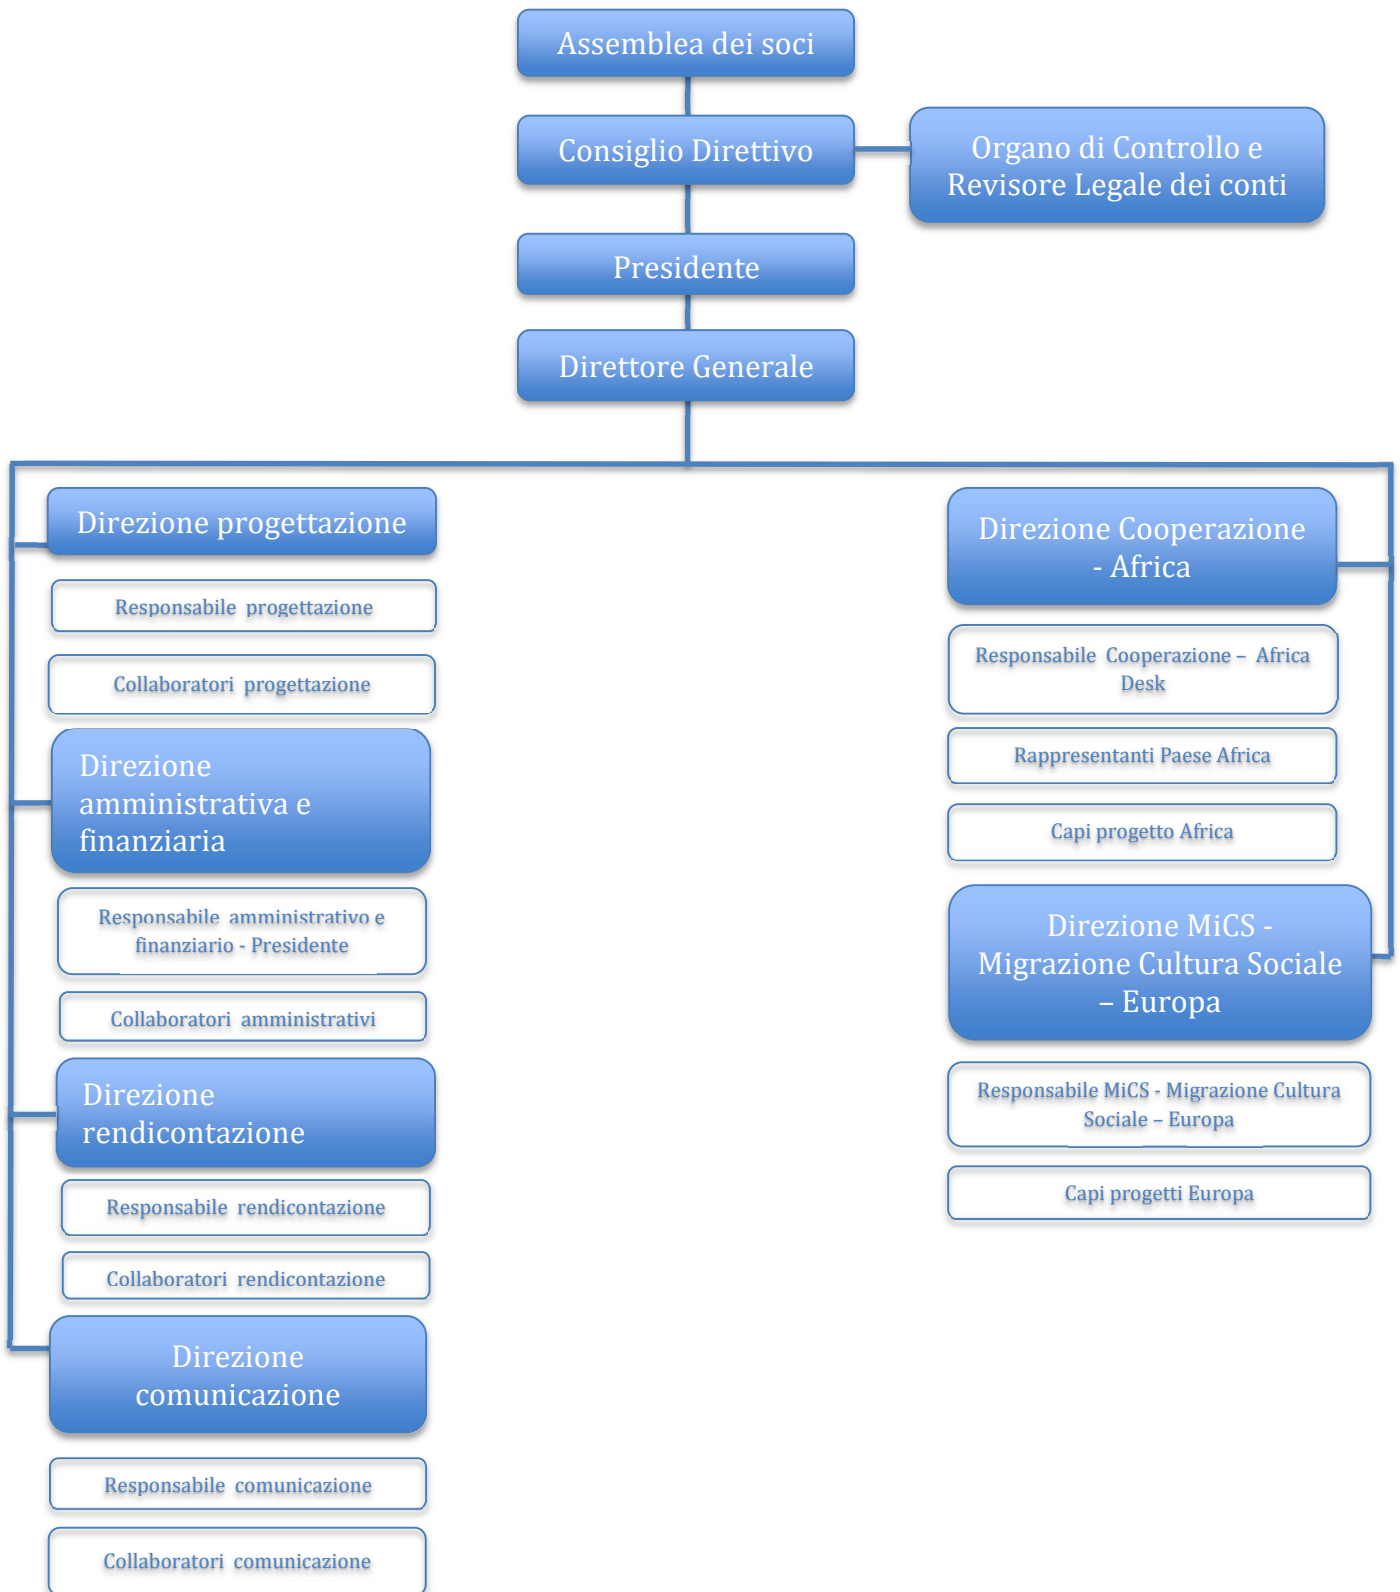 Assemblea dei soci
Consiglio Direttivo
Organo di Controllo e
Revisore Legale dei conti
Presidente
Direttore Generale
Direzione progettazione
Responsabile progettazione
Collaboratori progettazione
Direzione
amministrativa e
finanziaria
Responsabile amministrativo e
finanziario - Presidente
Collaboratori amministrativi
Direzione
rendicontazione
Responsabile rendicontazione
Collaboratori rendicontazione
Direzione
comunicazione
Responsabile comunicazione
Collaboratori comunicazione
Direzione Cooperazione
- Africa
Responsabile Cooperazione – Africa
Desk
Rappresentanti Paese Africa
Capi progetto Africa
Direzione MiCS -
Migrazione Cultura Sociale
– Europa
Responsabile MiCS - Migrazione Cultura
Sociale – Europa
Capi progetti Europa